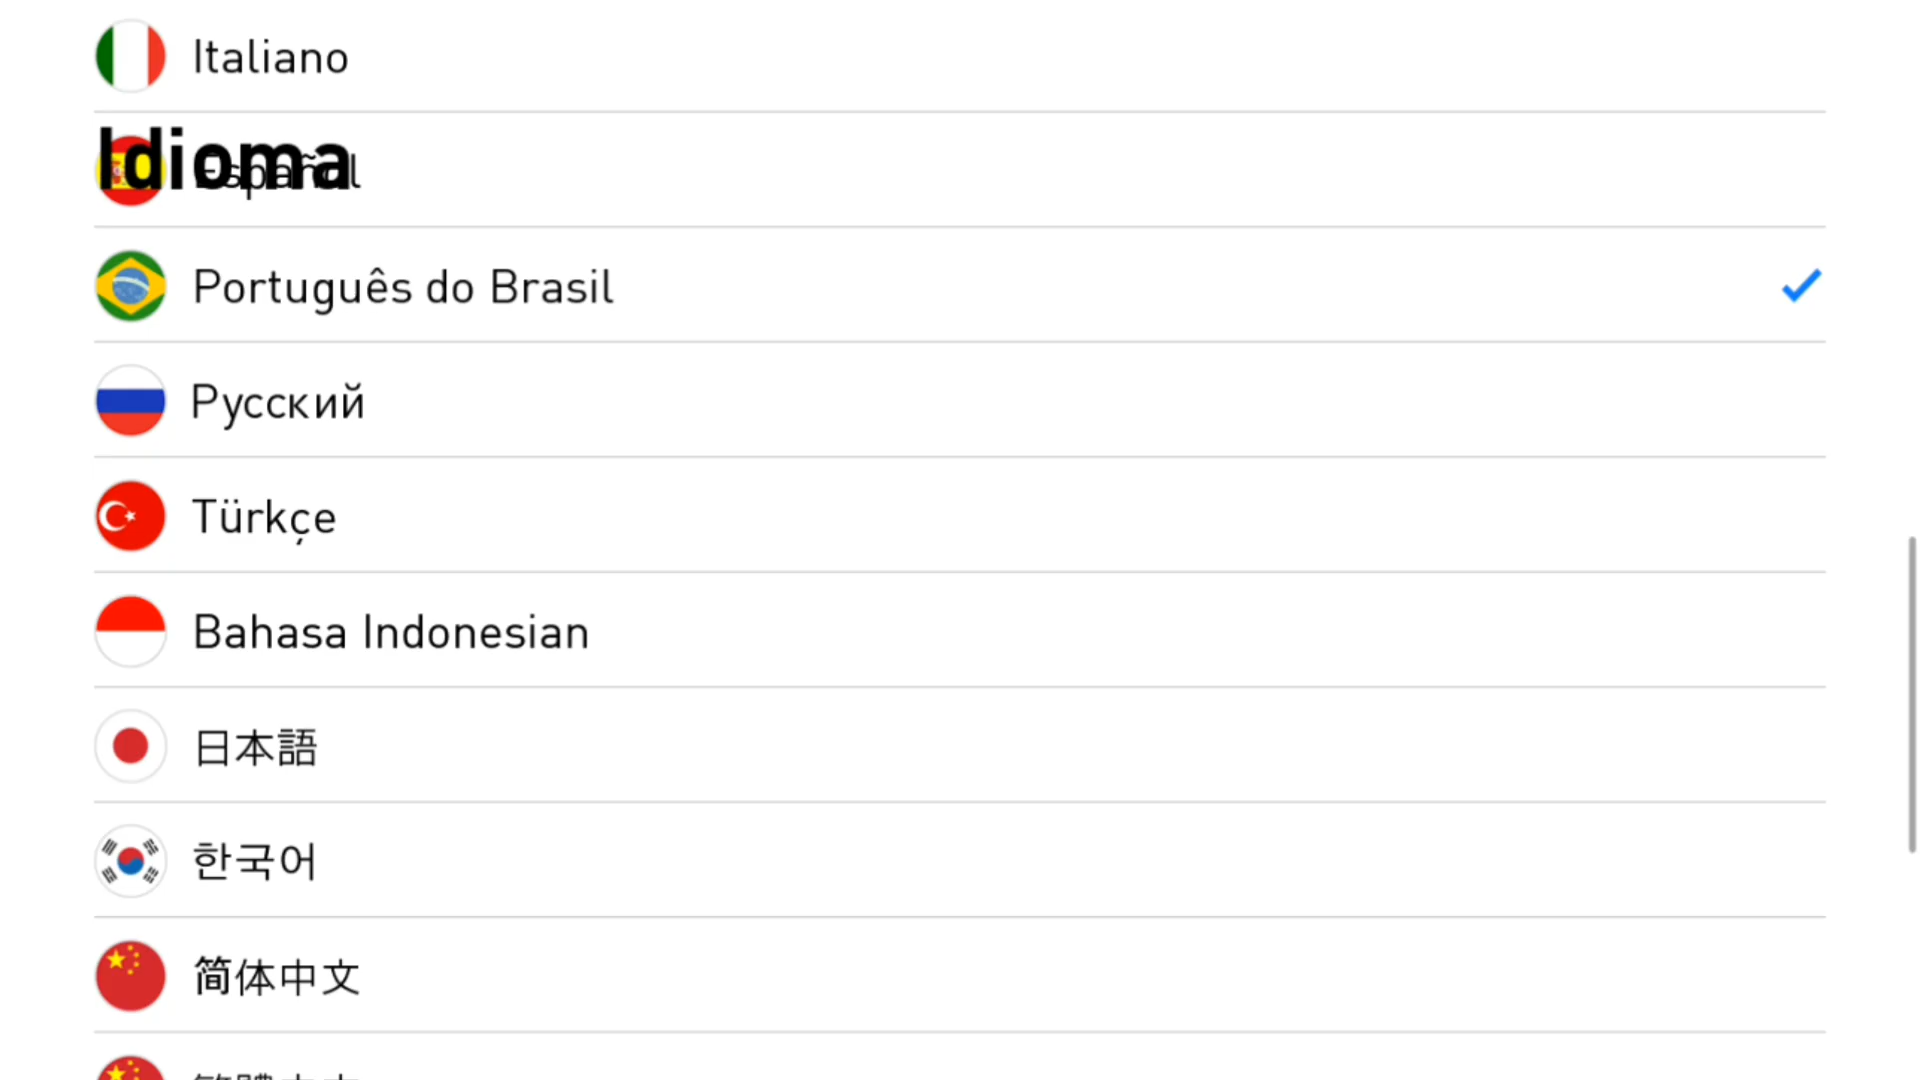 Italiano
Idioma
Español
Português do Brasil
Русский
Türkçe
Bahasa Indonesian
日本語
한국어
简体中文